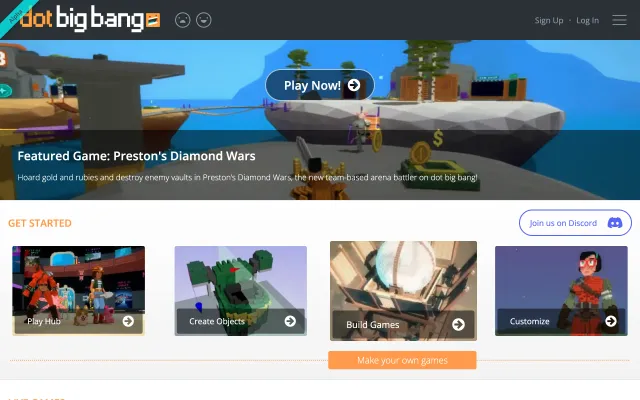 Alpha
dot big bang
Sign Up · Log In
Play Now!
Featured Game: Preston's Diamond Wars
Hoard gold and rubies and destroy enemy vaults in Preston's Diamond Wars, the new team-based arena battler on dot big bang!
GET STARTED
Join us on Discord
Play Hub
Create Objects
Build Games
Customize
Make your own games